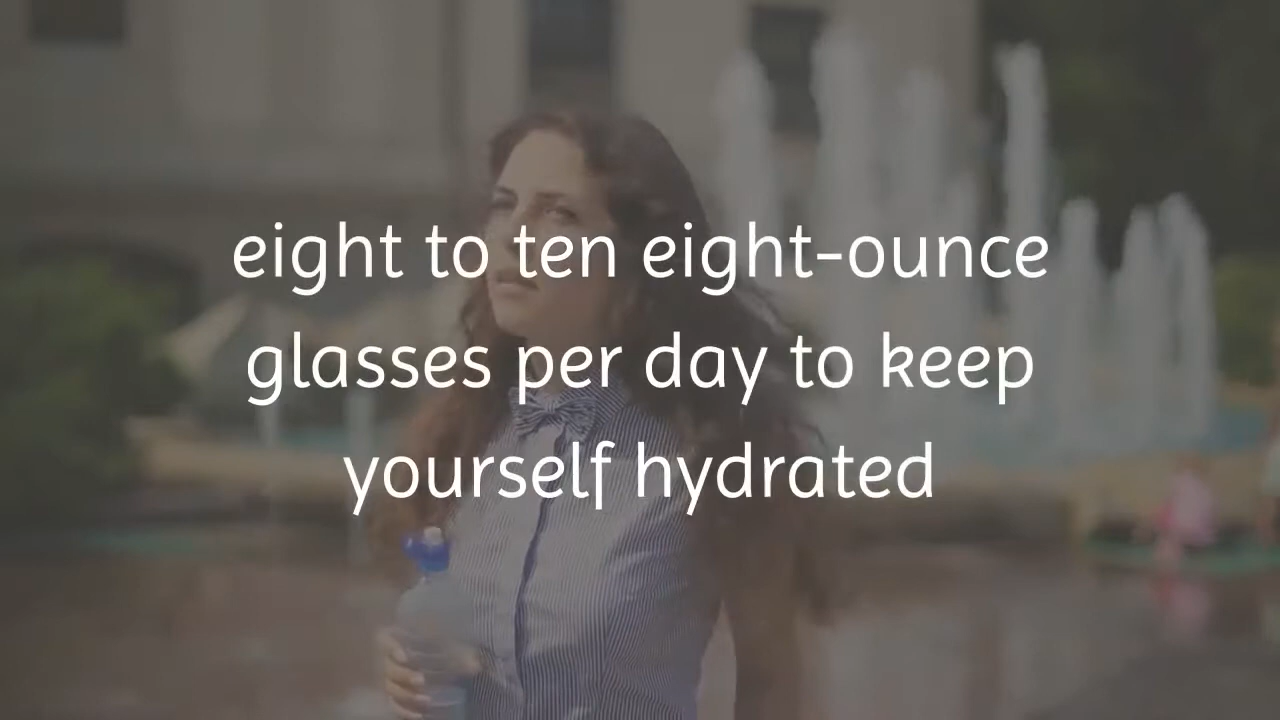 eight to ten eight-ounce
glasses per day to keep
yourself hydrated